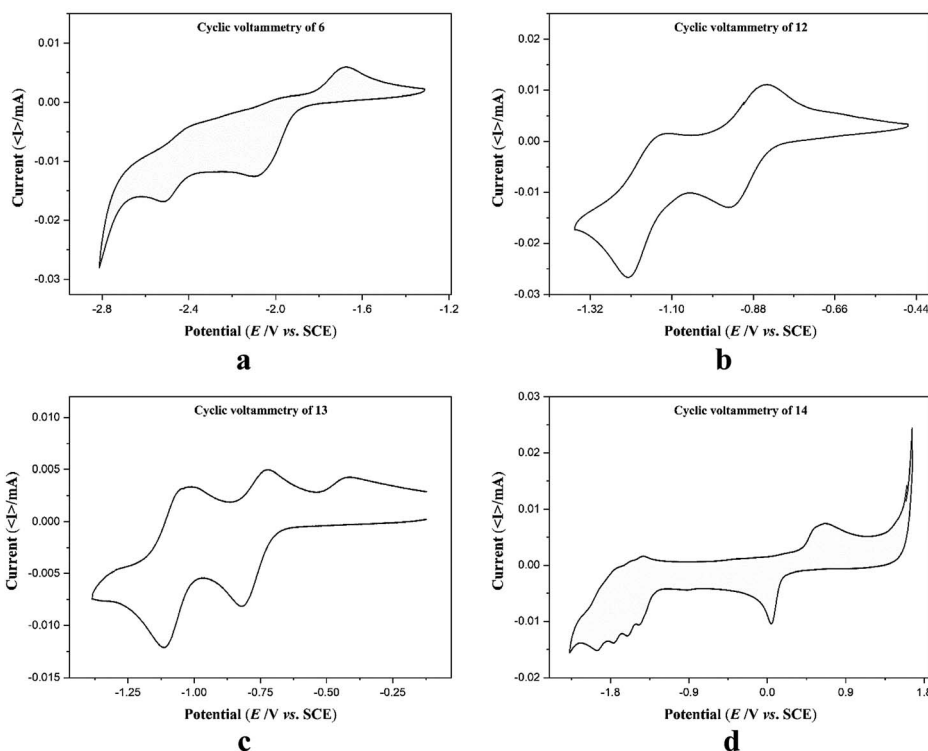 Cyclic voltammetry of 6
0.01
0.00
-0.01
-0.02
-0.03
Current (<I>/mA)
-2.8 -2.4 -2.0 -1.6 -1.2
Potential (E /V vs. SCE)
a
Cyclic voltammetry of 12
0.02
0.01
0.00
-0.01
-0.02
-0.03
Current (<I>/mA)
-1.32 -1.10 -0.88 -0.66 -0.44
Potential (E /V vs. SCE)
b
Cyclic voltammetry of 13
0.010
0.005
0.000
-0.005
-0.010
-0.015
Current (<I>/mA)
-1.25 -1.00 -0.75 -0.50 -0.25
Potential (E /V vs. SCE)
c
Cyclic voltammetry of 14
0.03
0.02
0.01
0.00
-0.01
-0.02
Current (<I>/mA)
-1.8 -0.9 0.0 0.9 1.8
Potential (E /V vs. SCE)
d